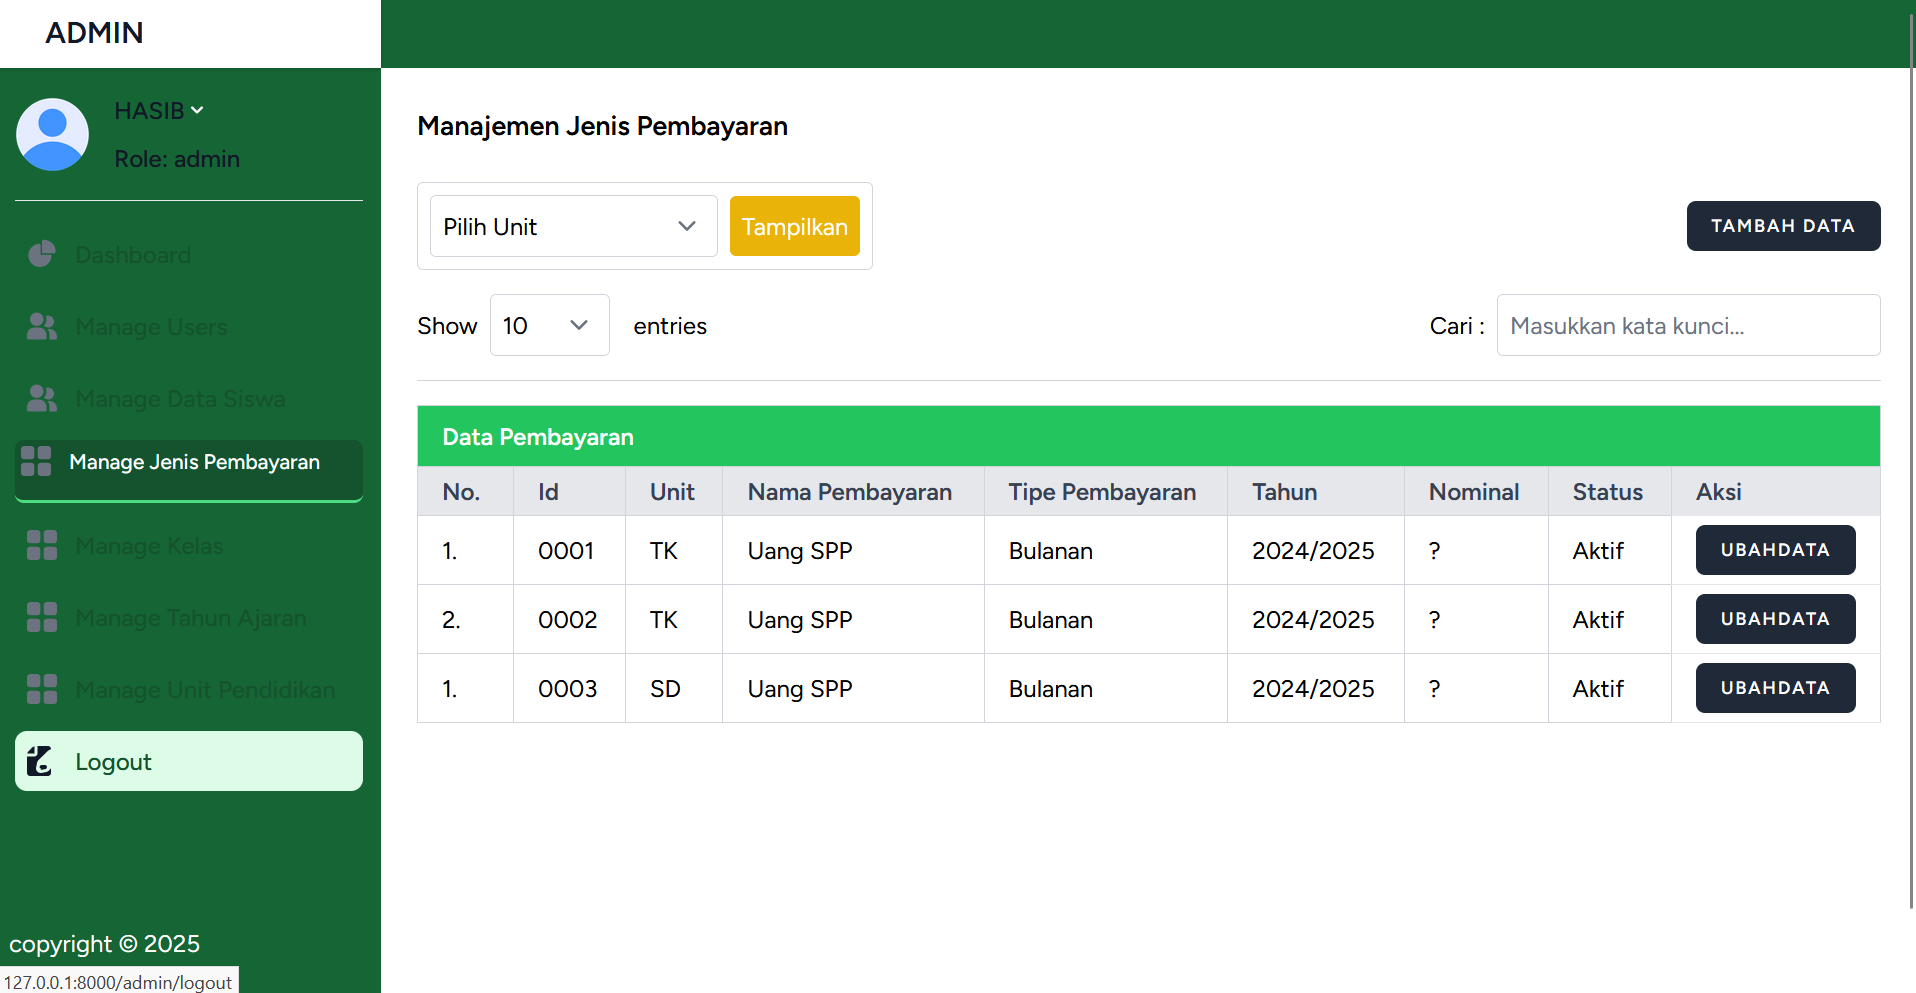 ADMIN
HASIB
Role: admin
Dashboard
Manage Users
Manage Data Siswa
Manage Jenis Pembayaran
Manage Kelas
Manage Tahun Ajaran
Manage Unit Pendidikan
Logout
copyright © 2025
127.0.0.1:8000/admin/logout
Manajemen Jenis Pembayaran
Pilih Unit Tampilkan TAMBAH DATA
Show 10 entries Cari : Masukkan kata kunci...
Data Pembayaran
No. Id Unit Nama Pembayaran Tipe Pembayaran Tahun Nominal Status Aksi
1. 0001 TK Uang SPP Bulanan 2024/2025 ? Aktif UBAHDATA
2. 0002 TK Uang SPP Bulanan 2024/2025 ? Aktif UBAHDATA
1. 0003 SD Uang SPP Bulanan 2024/2025 ? Aktif UBAHDATA